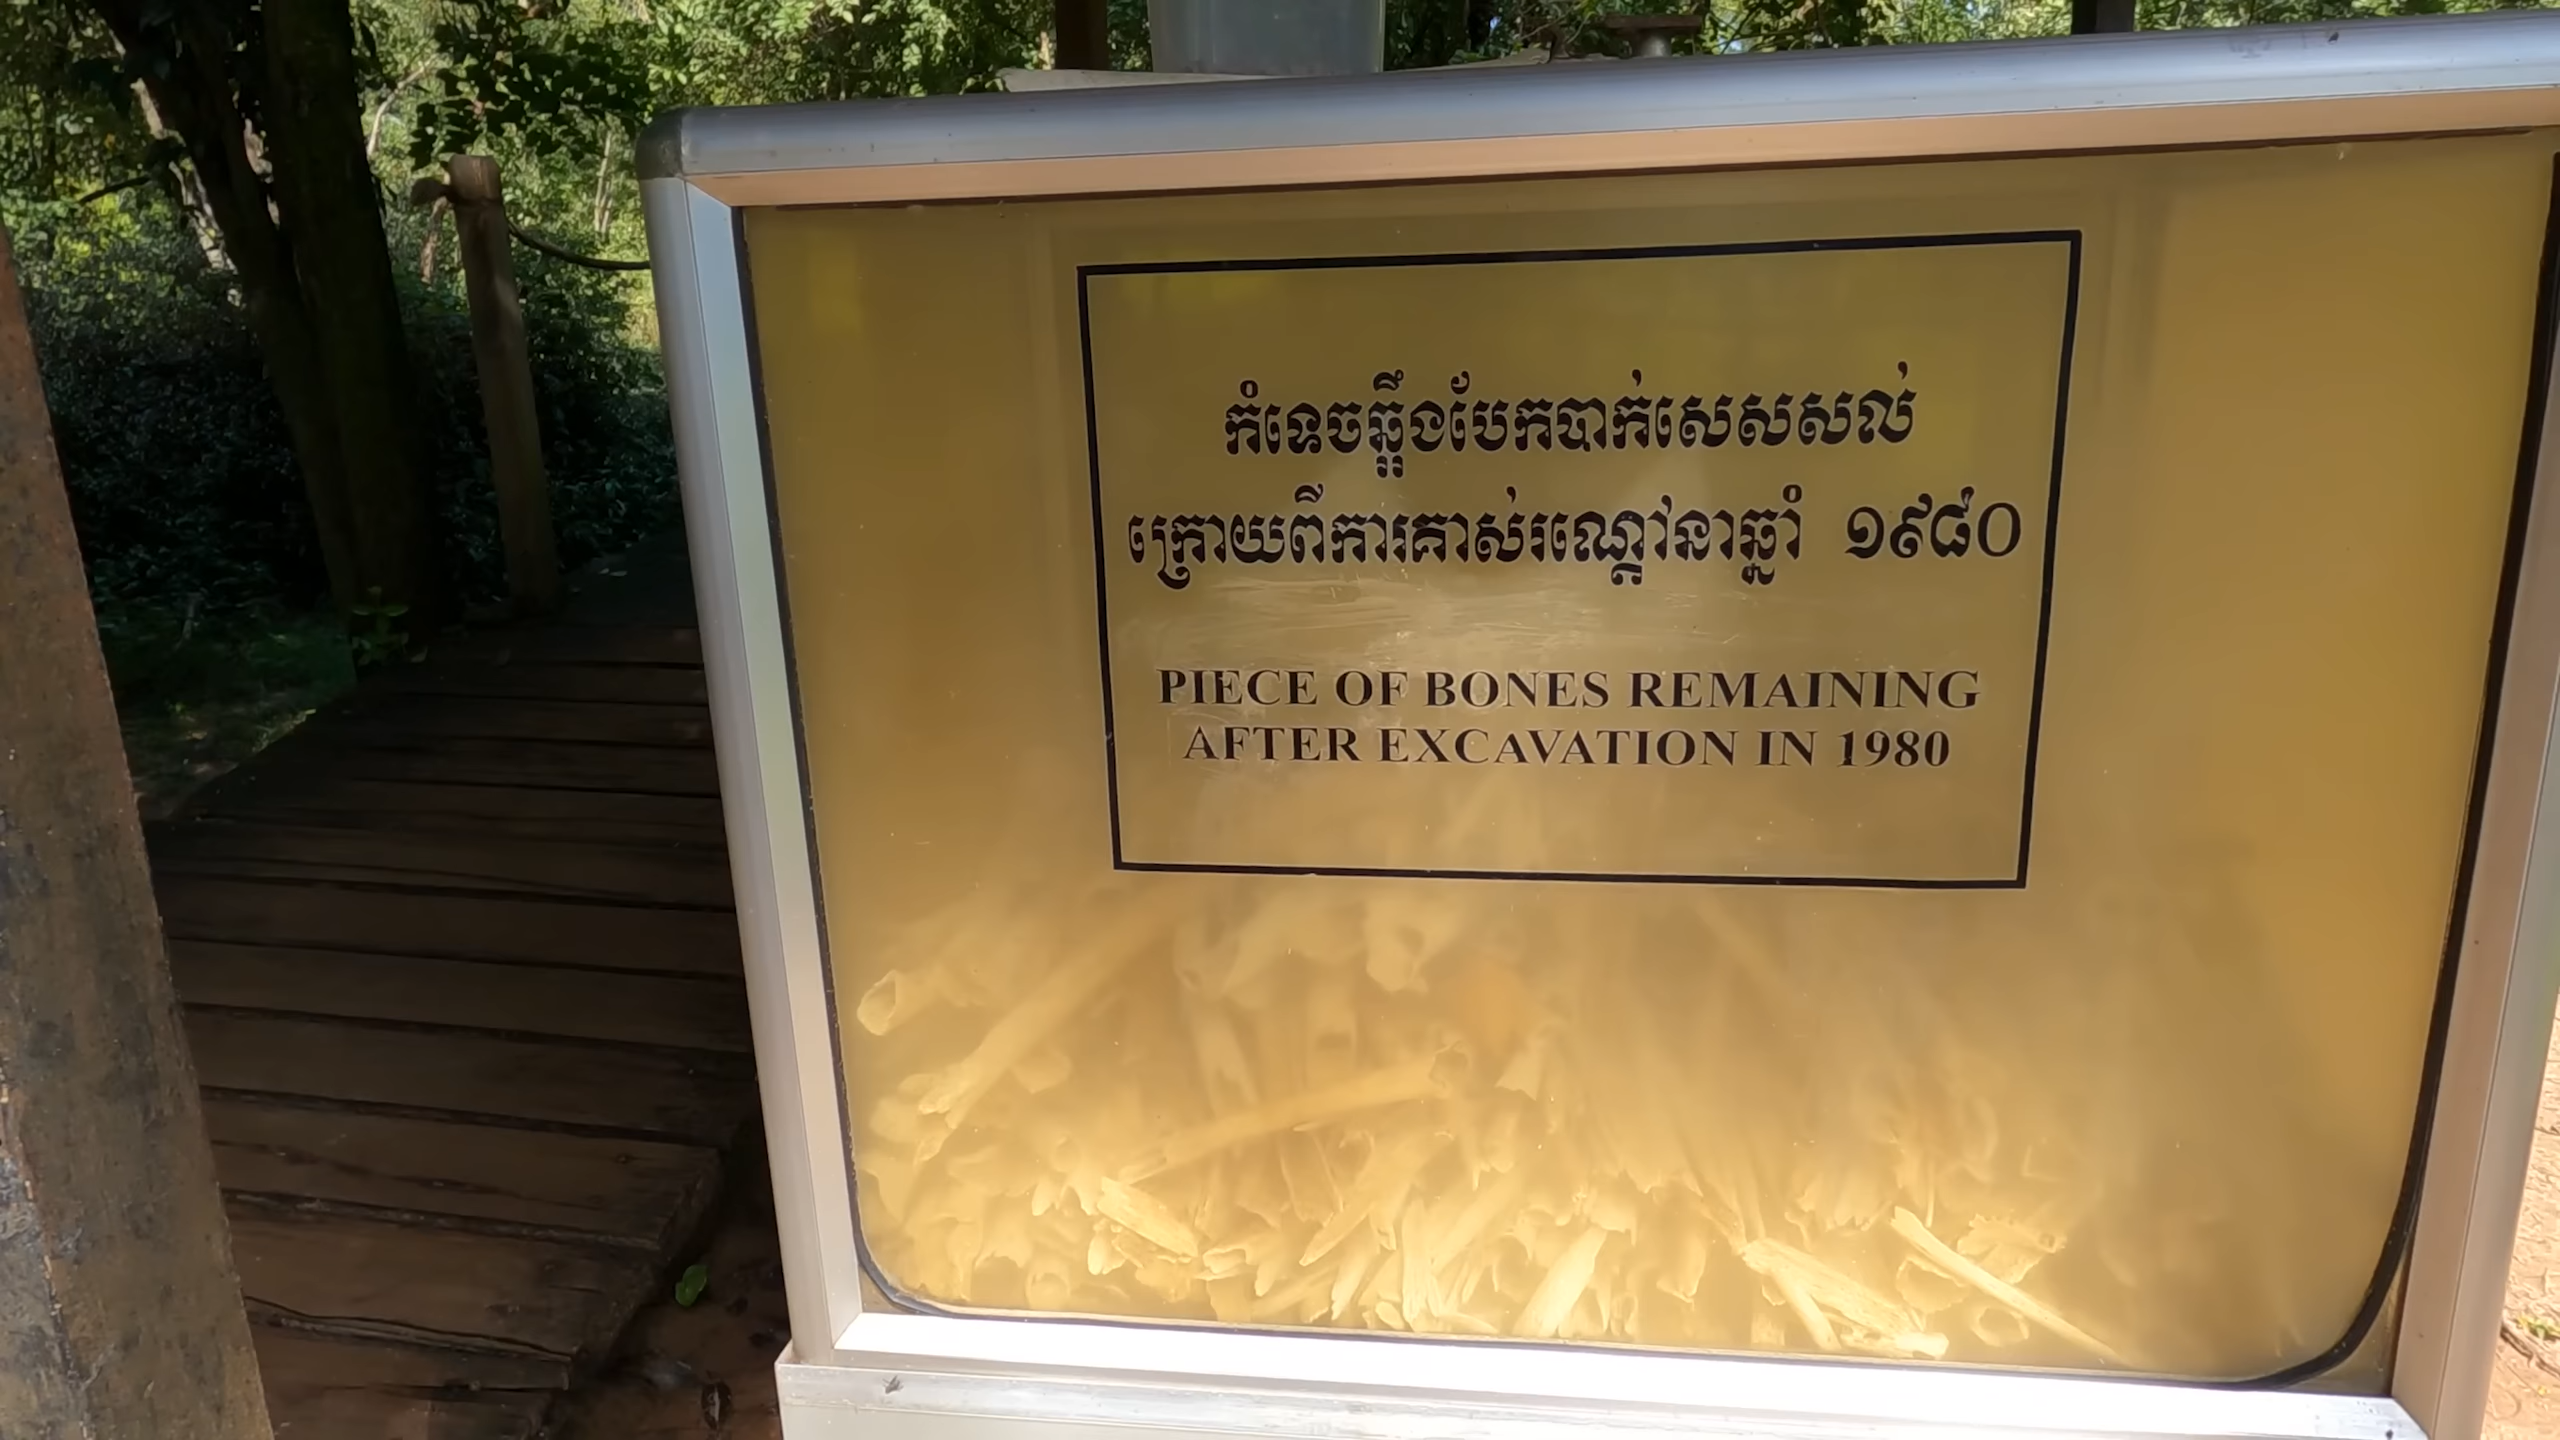 កំទេចឆ្អឹងបែកបាក់សេសសល់
ក្រោយពីការគាស់រណ្ដៅនាឆ្នាំ ១៩៨០
PIECE OF BONES REMAINING
AFTER EXCAVATION IN 1980